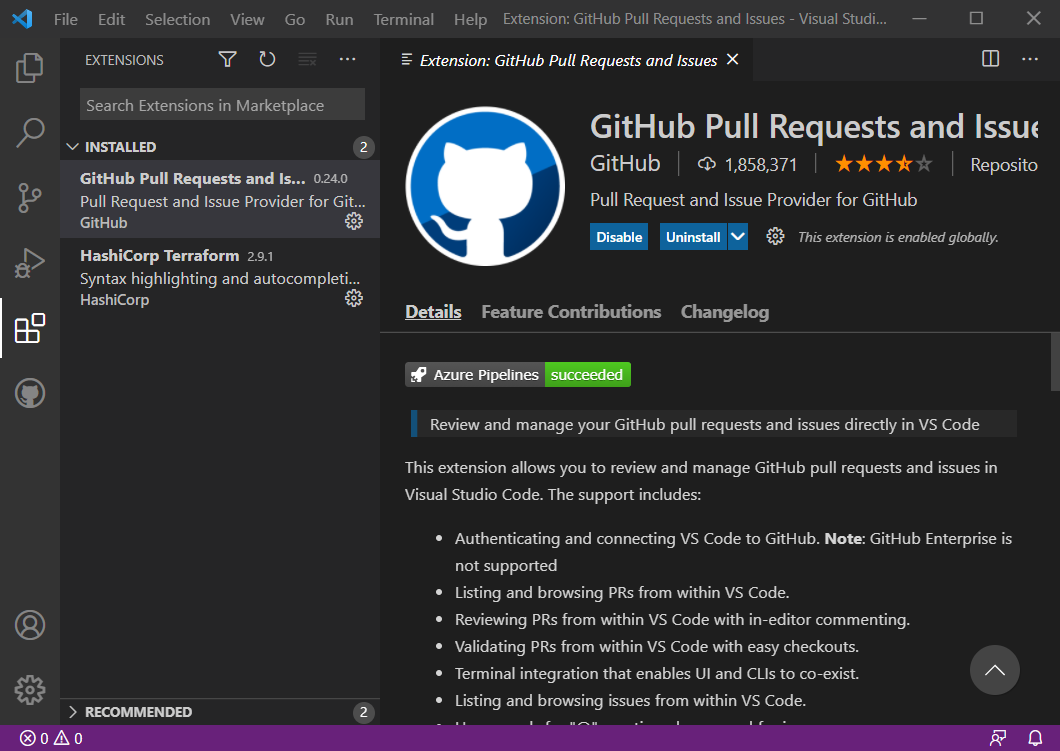 File Edit Selection View Go Run Terminal Help Extension: GitHub Pull Requests and Issues - Visual Studi...
EXTENSIONS
Search Extensions in Marketplace
INSTALLED 2
GitHub Pull Requests and Is... 0.24.0
Pull Request and Issue Provider for Git...
GitHub
HashiCorp Terraform 2.9.1
Syntax highlighting and autocompleti...
HashiCorp
RECOMMENDED 2
Extension: GitHub Pull Requests and Issues
GitHub Pull Requests and Issue
GitHub 1,858,371 Reposito
Pull Request and Issue Provider for GitHub
Disable Uninstall This extension is enabled globally.
Details Feature Contributions Changelog
Azure Pipelines succeeded
Review and manage your GitHub pull requests and issues directly in VS Code
This extension allows you to review and manage GitHub pull requests and issues in
Visual Studio Code. The support includes:
• Authenticating and connecting VS Code to GitHub. Note: GitHub Enterprise is
not supported
• Listing and browsing PRs from within VS Code.
• Reviewing PRs from within VS Code with in-editor commenting.
• Validating PRs from within VS Code with easy checkouts.
• Terminal integration that enables UI and CLIs to co-exist.
• Listing and browsing issues from within VS Code.
0 0